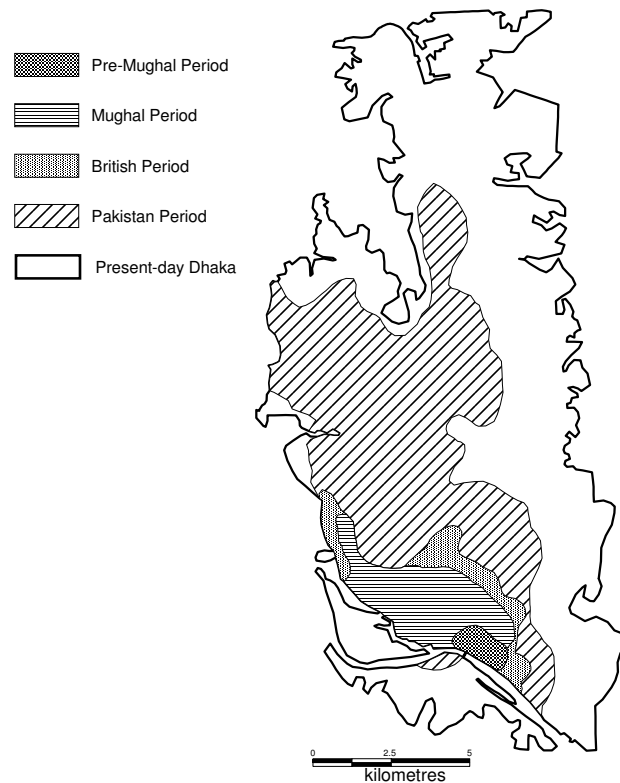 Pre-Mughal Period
Mughal Period
British Period
Pakistan Period
Present-day Dhaka
0 2.5 5
kilometres